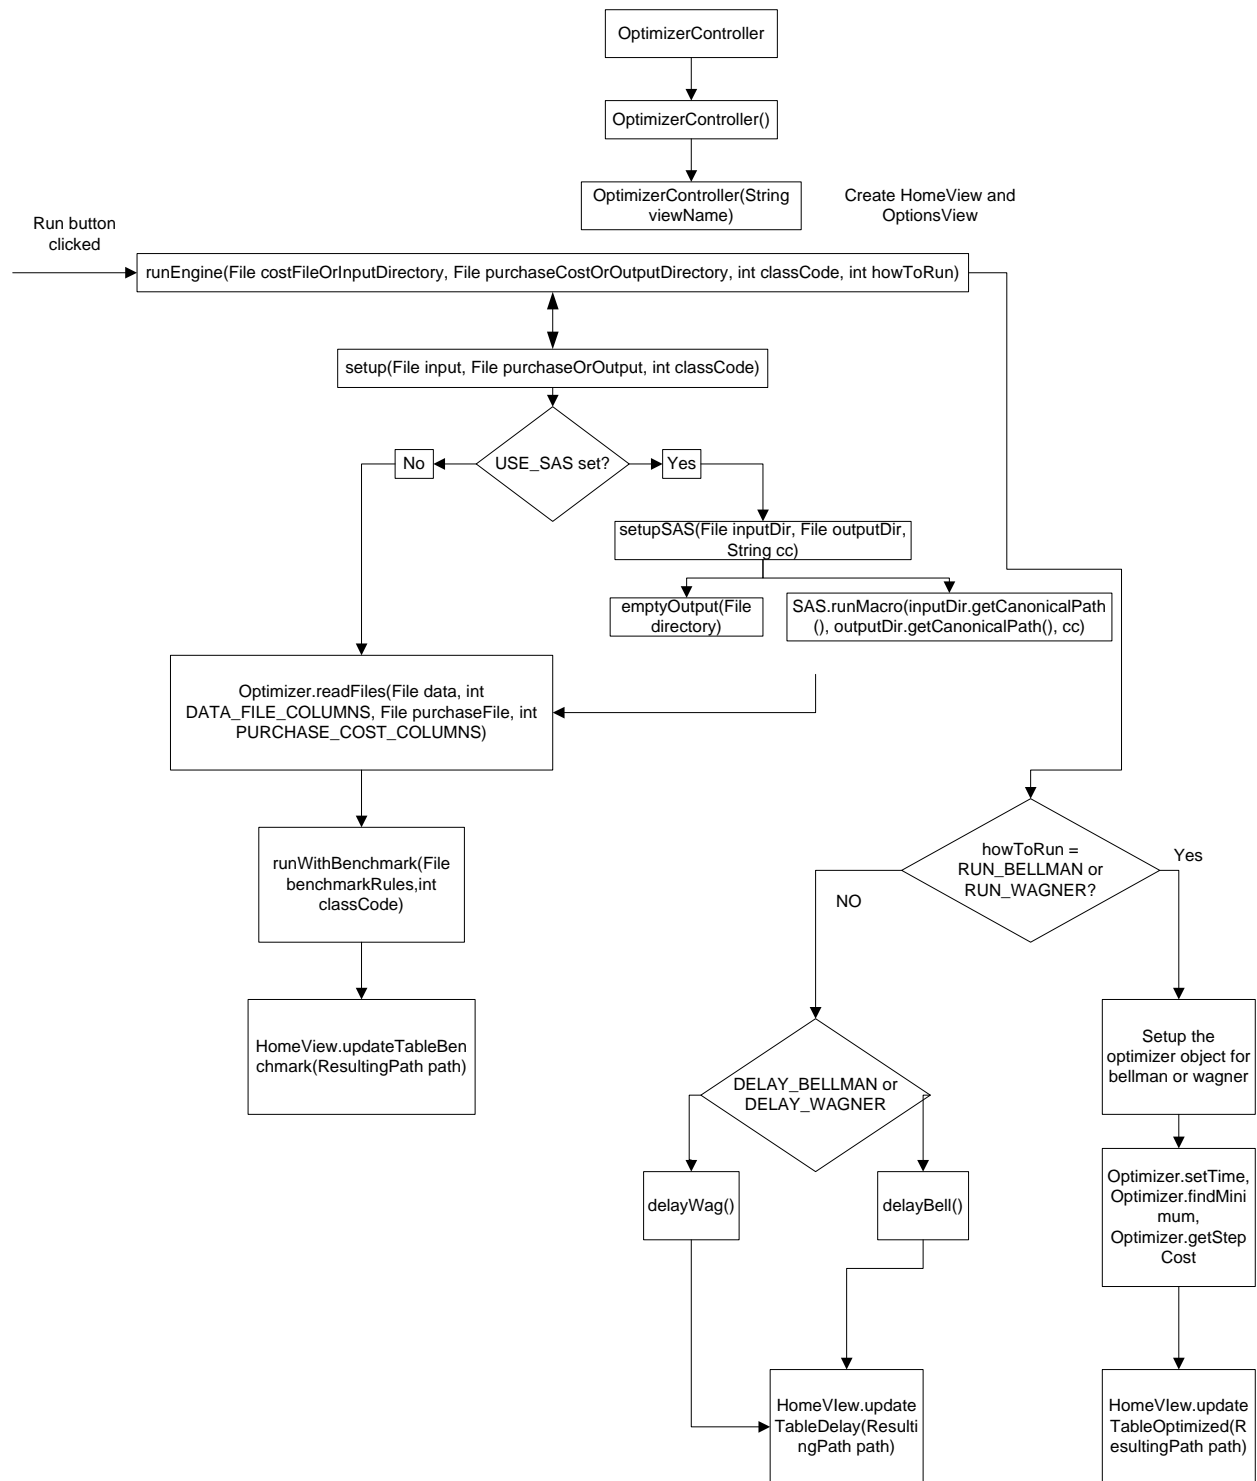 OptimizerController
OptimizerController()
OptimizerController(String
viewName)
Create HomeView and
OptionsView
Run button
clicked
runEngine(File costFileOrInputDirectory, File purchaseCostOrOutputDirectory, int classCode, int howToRun)
setup(File input, File purchaseOrOutput, int classCode)
USE_SAS set?
No
Yes
setupSAS(File inputDir, File outputDir,
String cc)
emptyOutput(File
directory)
SAS.runMacro(inputDir.getCanonicalPath
(), outputDir.getCanonicalPath(), cc)
Optimizer.readFiles(File data, int
DATA_FILE_COLUMNS, File purchaseFile, int
PURCHASE_COST_COLUMNS)
runWithBenchmark(File
benchmarkRules,int
classCode)
HomeView.updateTableBen
chmark(ResultingPath path)
howToRun =
RUN_BELLMAN or
RUN_WAGNER?
Yes
NO
DELAY_BELLMAN or
DELAY_WAGNER
delayWag()
delayBell()
HomeVIew.update
TableDelay(Resulti
ngPath path)
Setup the
optimizer object for
bellman or wagner
Optimizer.setTime,
Optimizer.findMini
mum,
Optimizer.getStep
Cost
HomeVIew.update
TableOptimized(R
esultingPath path)